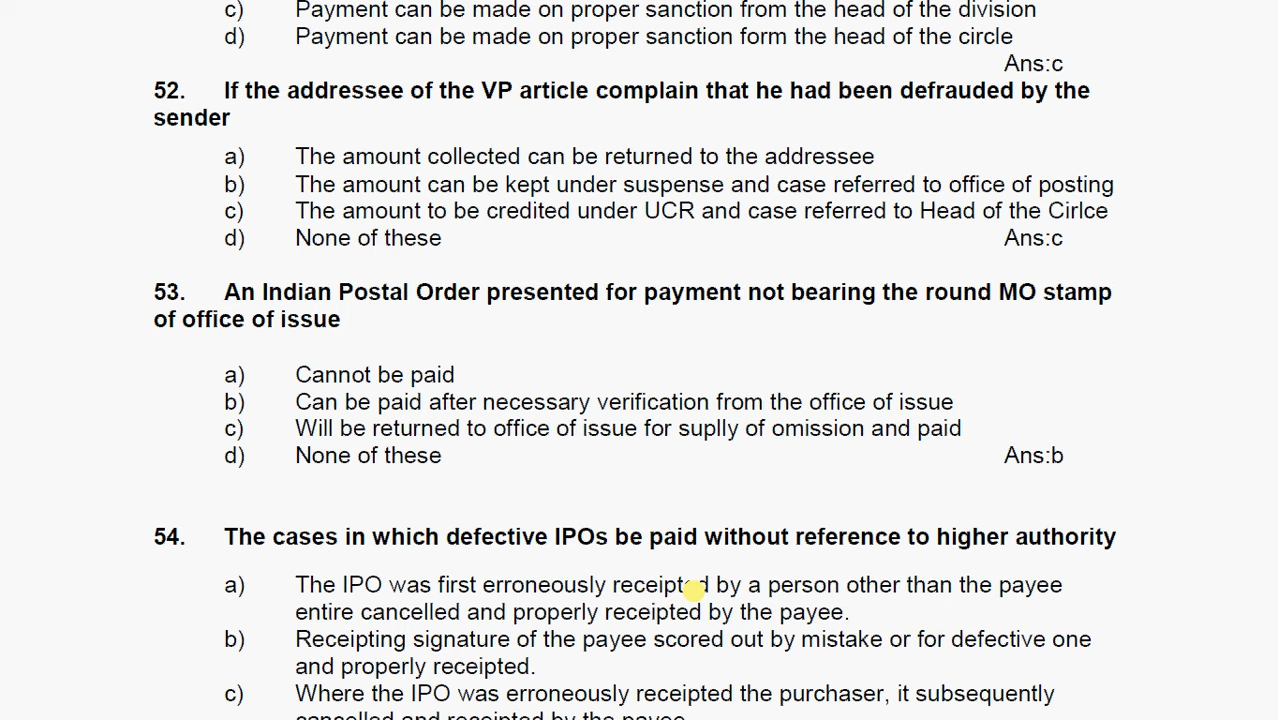 c) Payment can be made on proper sanction from the head of the division
d) Payment can be made on proper sanction form the head of the circle
Ans:c
52. If the addressee of the VP article complain that he had been defrauded by the
sender
a) The amount collected can be returned to the addressee
b) The amount can be kept under suspense and case referred to office of posting
c) The amount to be credited under UCR and case referred to Head of the Cirlce
d) None of these Ans:c
53. An Indian Postal Order presented for payment not bearing the round MO stamp
of office of issue
a) Cannot be paid
b) Can be paid after necessary verification from the office of issue
c) Will be returned to office of issue for suplly of omission and paid
d) None of these Ans:b
54. The cases in which defective IPOs be paid without reference to higher authority
a) The IPO was first erroneously receipted by a person other than the payee
entire cancelled and properly receipted by the payee.
b) Receipting signature of the payee scored out by mistake or for defective one
and properly receipted.
c) Where the IPO was erroneously receipted the purchaser, it subsequently
cancelled and receipted by the payee